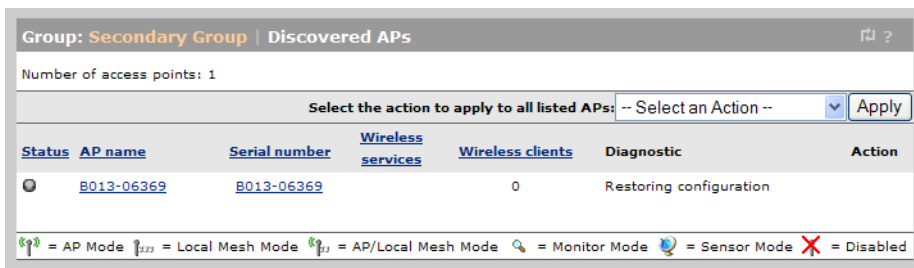 Group: Secondary Group | Discovered APs ?
Number of access points: 1
Select the action to apply to all listed APs: -- Select an Action -- Apply
Status AP name Serial number Wireless services Wireless clients Diagnostic Action
B013-06369 B013-06369 0 Restoring configuration
= AP Mode = Local Mesh Mode = AP/Local Mesh Mode = Monitor Mode = Sensor Mode = Disabled